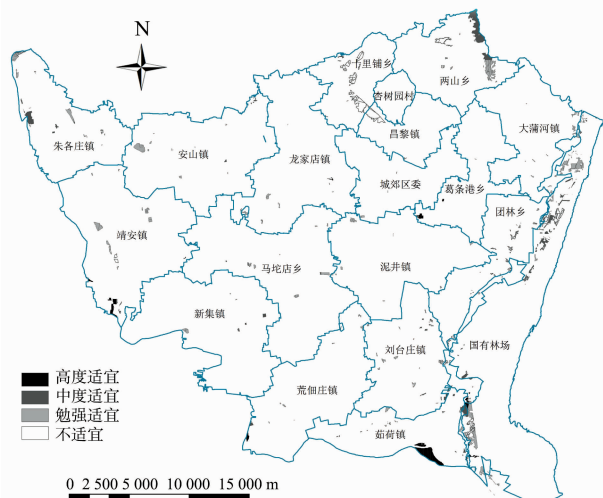 N
十里铺乡
两山乡
杏树园村
大蒲河镇
昌黎镇
朱各庄镇
安山镇
龙家店镇
城郊区委
葛条港乡
团林乡
靖安镇
马坨店乡
泥井镇
新集镇
国有林场
刘台庄镇
荒佃庄镇
茹荷镇
高度适宜
中度适宜
勉强适宜
不适宜
0 2 500 5 000 10 000 15 000 m